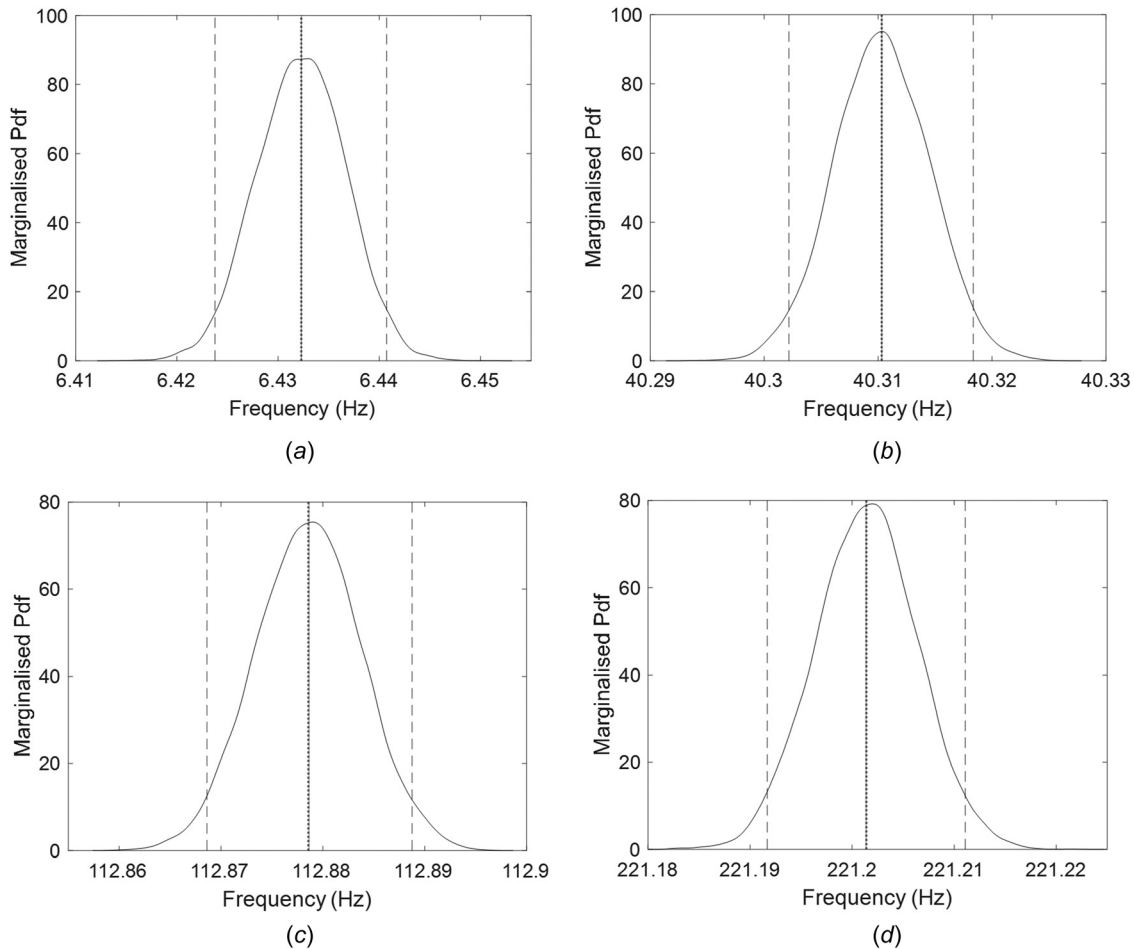 100
80
60
40
20
0
Marginalised Pdf
6.41 6.42 6.43 6.44 6.45
Frequency (Hz)
(a)
100
80
60
40
20
0
Marginalised Pdf
40.29 40.3 40.31 40.32 40.33
Frequency (Hz)
(b)
80
60
40
20
0
Marginalised Pdf
112.86 112.87 112.88 112.89 112.9
Frequency (Hz)
(c)
80
60
40
20
0
Marginalised Pdf
221.18 221.19 221.2 221.21 221.22
Frequency (Hz)
(d)